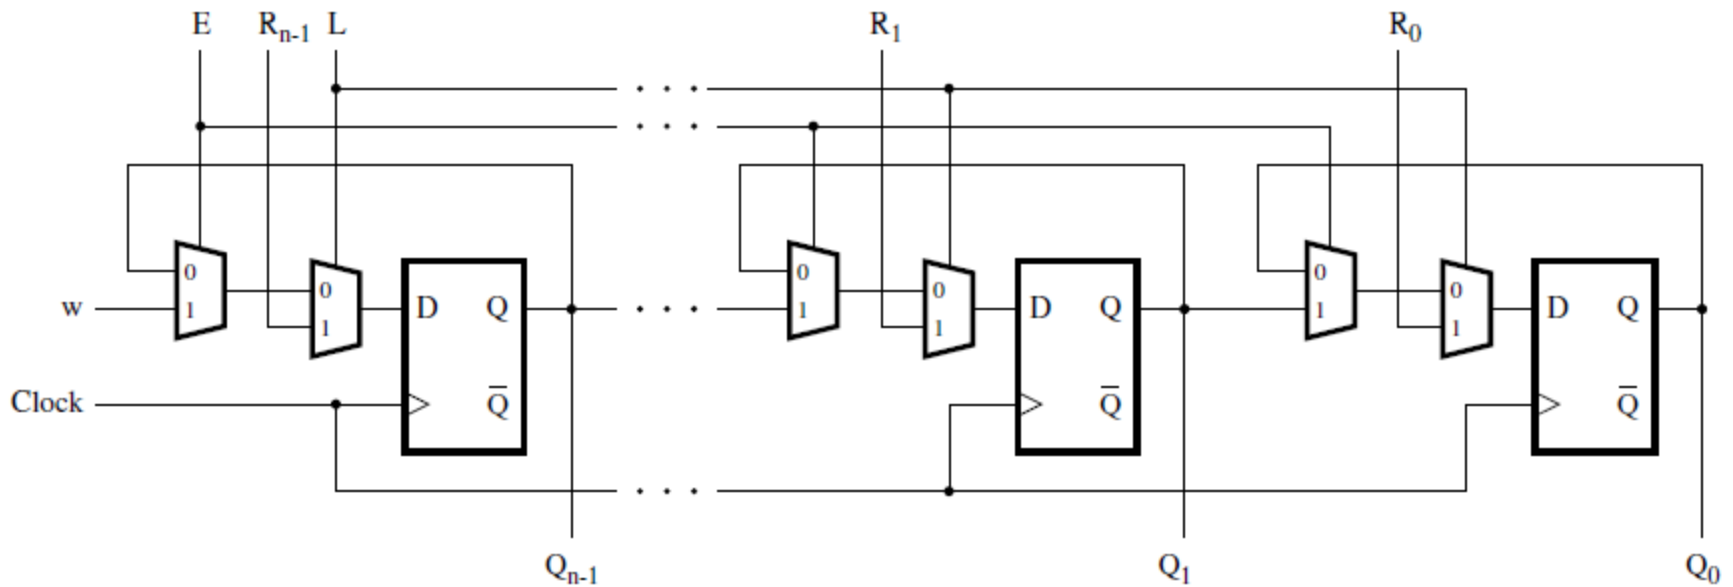 E R_{n-1} L R_1 R_0
0 0 0 0 0 0
w 1 1 D Q 1 1 D Q 1 1 D Q
Clock Q̅ Q̅ Q̅
Q_{n-1} Q_1 Q_0